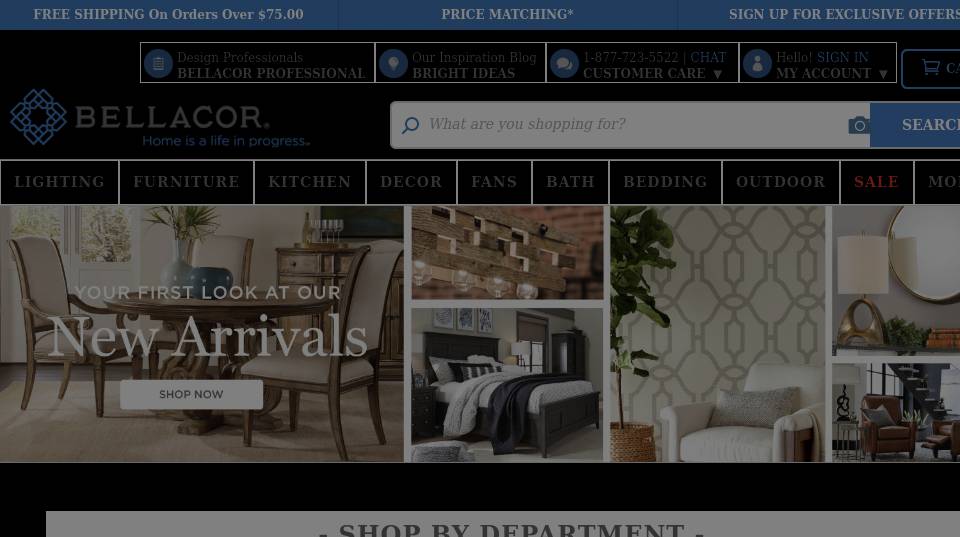 FREE SHIPPING On Orders Over $75.00
PRICE MATCHING*
SIGN UP FOR EXCLUSIVE OFFERS
Design Professionals
BELLACOR PROFESSIONAL
Our Inspiration Blog
BRIGHT IDEAS
1-877-723-5522 | CHAT
CUSTOMER CARE ▼
Hello! SIGN IN
MY ACCOUNT ▼
CA
BELLACOR®
Home is a life in progress.™
What are you shopping for?
SEARC
LIGHTING FURNITURE KITCHEN DECOR FANS BATH BEDDING OUTDOOR SALE MO
YOUR FIRST LOOK AT OUR
New Arrivals
SHOP NOW
- SHOP BY DEPARTMENT -